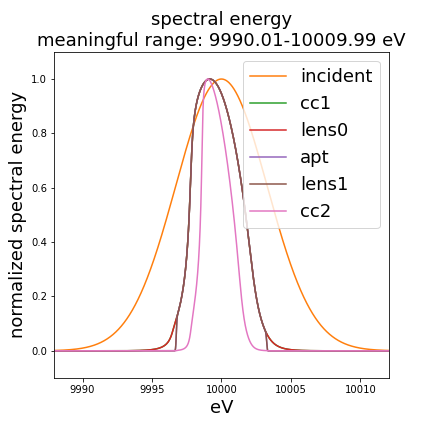 spectral energy
meaningful range: 9990.01-10009.99 eV
normalized spectral energy
1.0
0.8
0.6
0.4
0.2
0.0
incident
cc1
lens0
apt
lens1
cc2
9990 9995 10000 10005 10010
eV